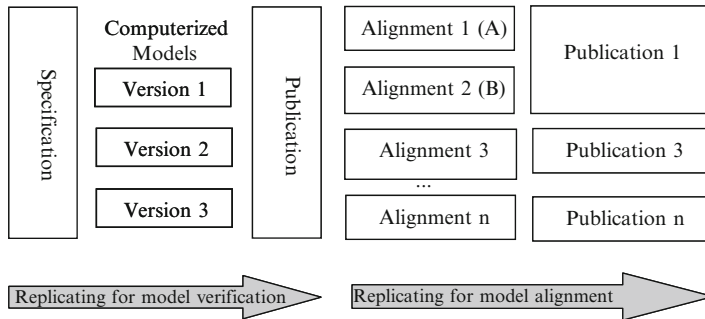 Specification
Computerized
Models
Version 1
Version 2
Version 3
Publication
Alignment 1 (A)
Alignment 2 (B)
Alignment 3
...
Alignment n
Publication 1
Publication 3
Publication n
Replicating for model verification
Replicating for model alignment